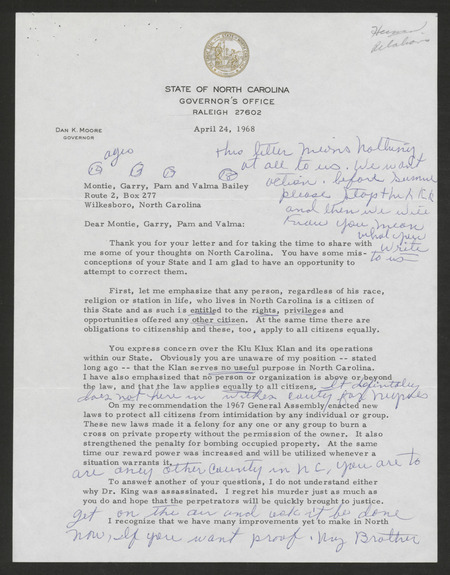 Human
Relations
STATE OF NORTH CAROLINA
GOVERNOR'S OFFICE
RALEIGH 27602
DAN K. MOORE
GOVERNOR
April 24, 1968
ages
this letter means nothing
at all to us. We want
action. before summer
please stop the K.K.K
and then we will
know you mean
what you
write
to us
Montie, Garry, Pam and Valma Bailey
Route 2, Box 277
Wilkesboro, North Carolina
Dear Montie, Garry, Pam and Valma:
Thank you for your letter and for taking the time to share with
me some of your thoughts on North Carolina. You have some mis-
conceptions of your State and I am glad to have an opportunity to
attempt to correct them.
First, let me emphasize that any person, regardless of his race,
religion or station in life, who lives in North Carolina is a citizen of
this State and as such is entitled to the rights, privileges and
opportunities offered any other citizen. At the same time there are
obligations to citizenship and these, too, apply to all citizens equally.
You express concern over the Klu Klux Klan and its operations
within our State. Obviously you are unaware of my position -- stated
long ago -- that the Klan serves no useful purpose in North Carolina.
I have also emphasized that no person or organization is above or beyond
the law, and that the law applies equally to all citizens. It definitely
does not here in wilkes county for negroes
On my recommendation the 1967 General Assembly enacted new
laws to protect all citizens from intimidation by any individual or group.
These new laws made it a felony for any one or any group to burn a
cross on private property without the permission of the owner. It also
strengthened the penalty for bombing occupied property. At the same
time our reward power was increased and will be utilized whenever a
situation warrants it.
are any other County in N.C, you are to
To answer another of your questions, I do not understand either
why Dr. King was assassinated. I regret his murder just as much as
you do and hope that the perpetrators will be quickly brought to justice.
get on the air and ask it be done
I recognize that we have many improvements yet to make in North
now, If you want proof. My Brother